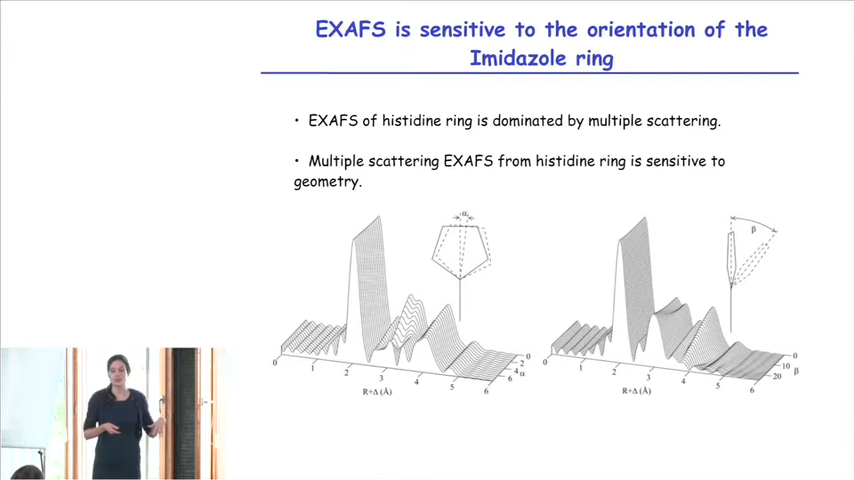 EXAFS is sensitive to the orientation of the
Imidazole ring
• EXAFS of histidine ring is dominated by multiple scattering.
• Multiple scattering EXAFS from histidine ring is sensitive to
geometry.
α
β
0
1
2
3
4
5
6
0
2
4
6
α
R+Δ (Å)
0
1
2
3
4
5
6
0
10
20
β
R+Δ (Å)